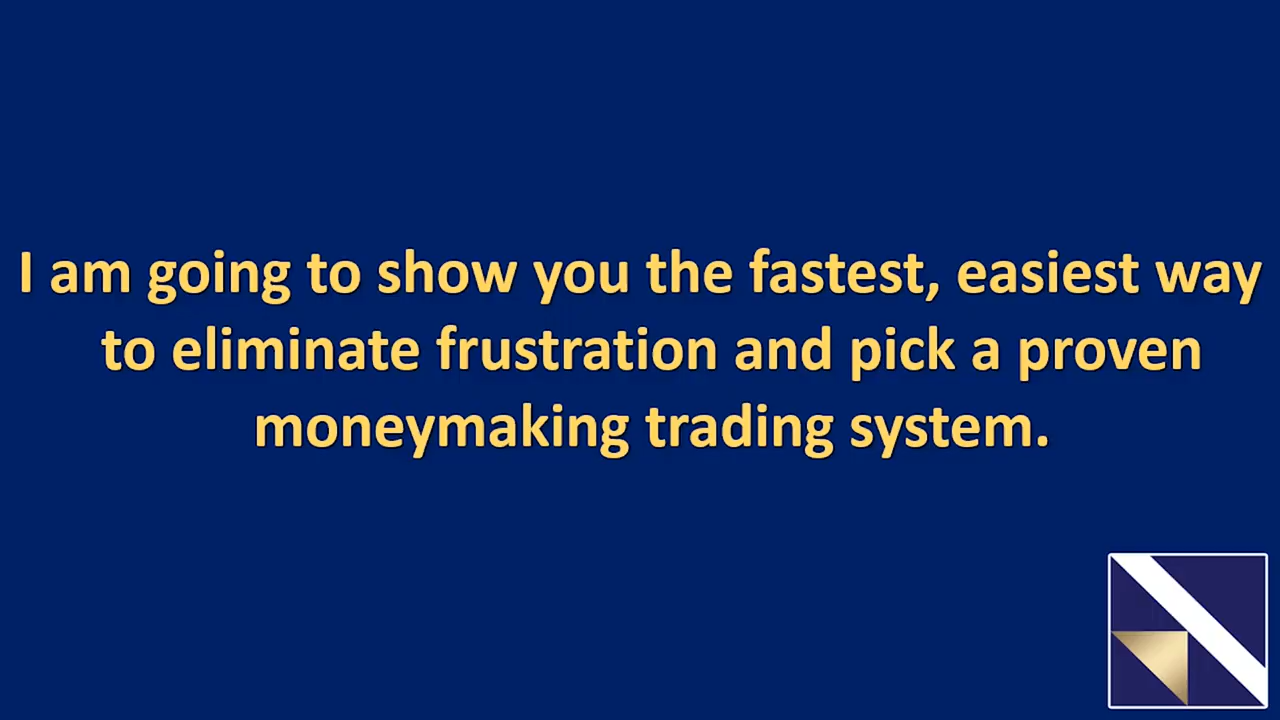 I am going to show you the fastest, easiest way
to eliminate frustration and pick a proven
moneymaking trading system.